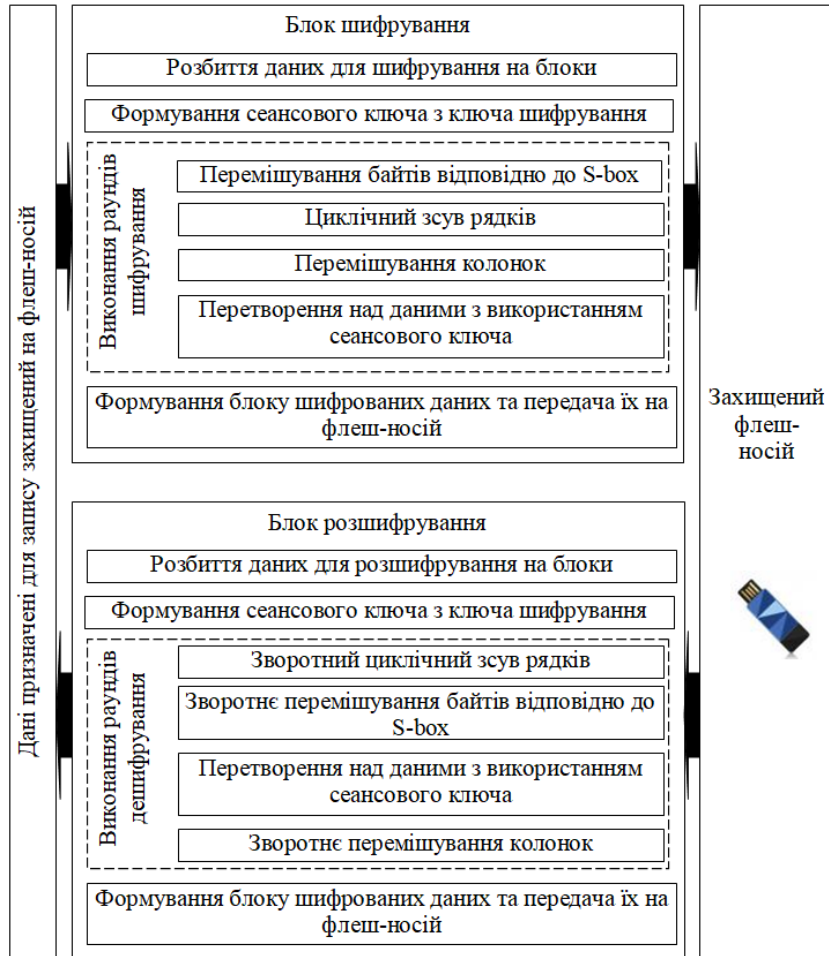 Дані призначені для запису захищений на флеш-носій
Блок шифрування
Розбиття даних для шифрування на блоки
Формування сеансового ключа з ключа шифрування
Виконання раундів
шифрування
Перемішування байтів відповідно до S-box
Циклічний зсув рядків
Перемішування колонок
Перетворення над даними з використанням
сеансового ключа
Формування блоку шифрованих даних та передача їх на
флеш-носій
Блок розшифрування
Розбиття даних для розшифрування на блоки
Формування сеансового ключа з ключа шифрування
Виконання раундів
дешифрування
Зворотний циклічний зсув рядків
Зворотнє перемішування байтів відповідно до
S-box
Перетворення над даними з використанням
сеансового ключа
Зворотнє перемішування колонок
Формування блоку шифрованих даних та передача їх на
флеш-носій
Захищений
флеш-
носій